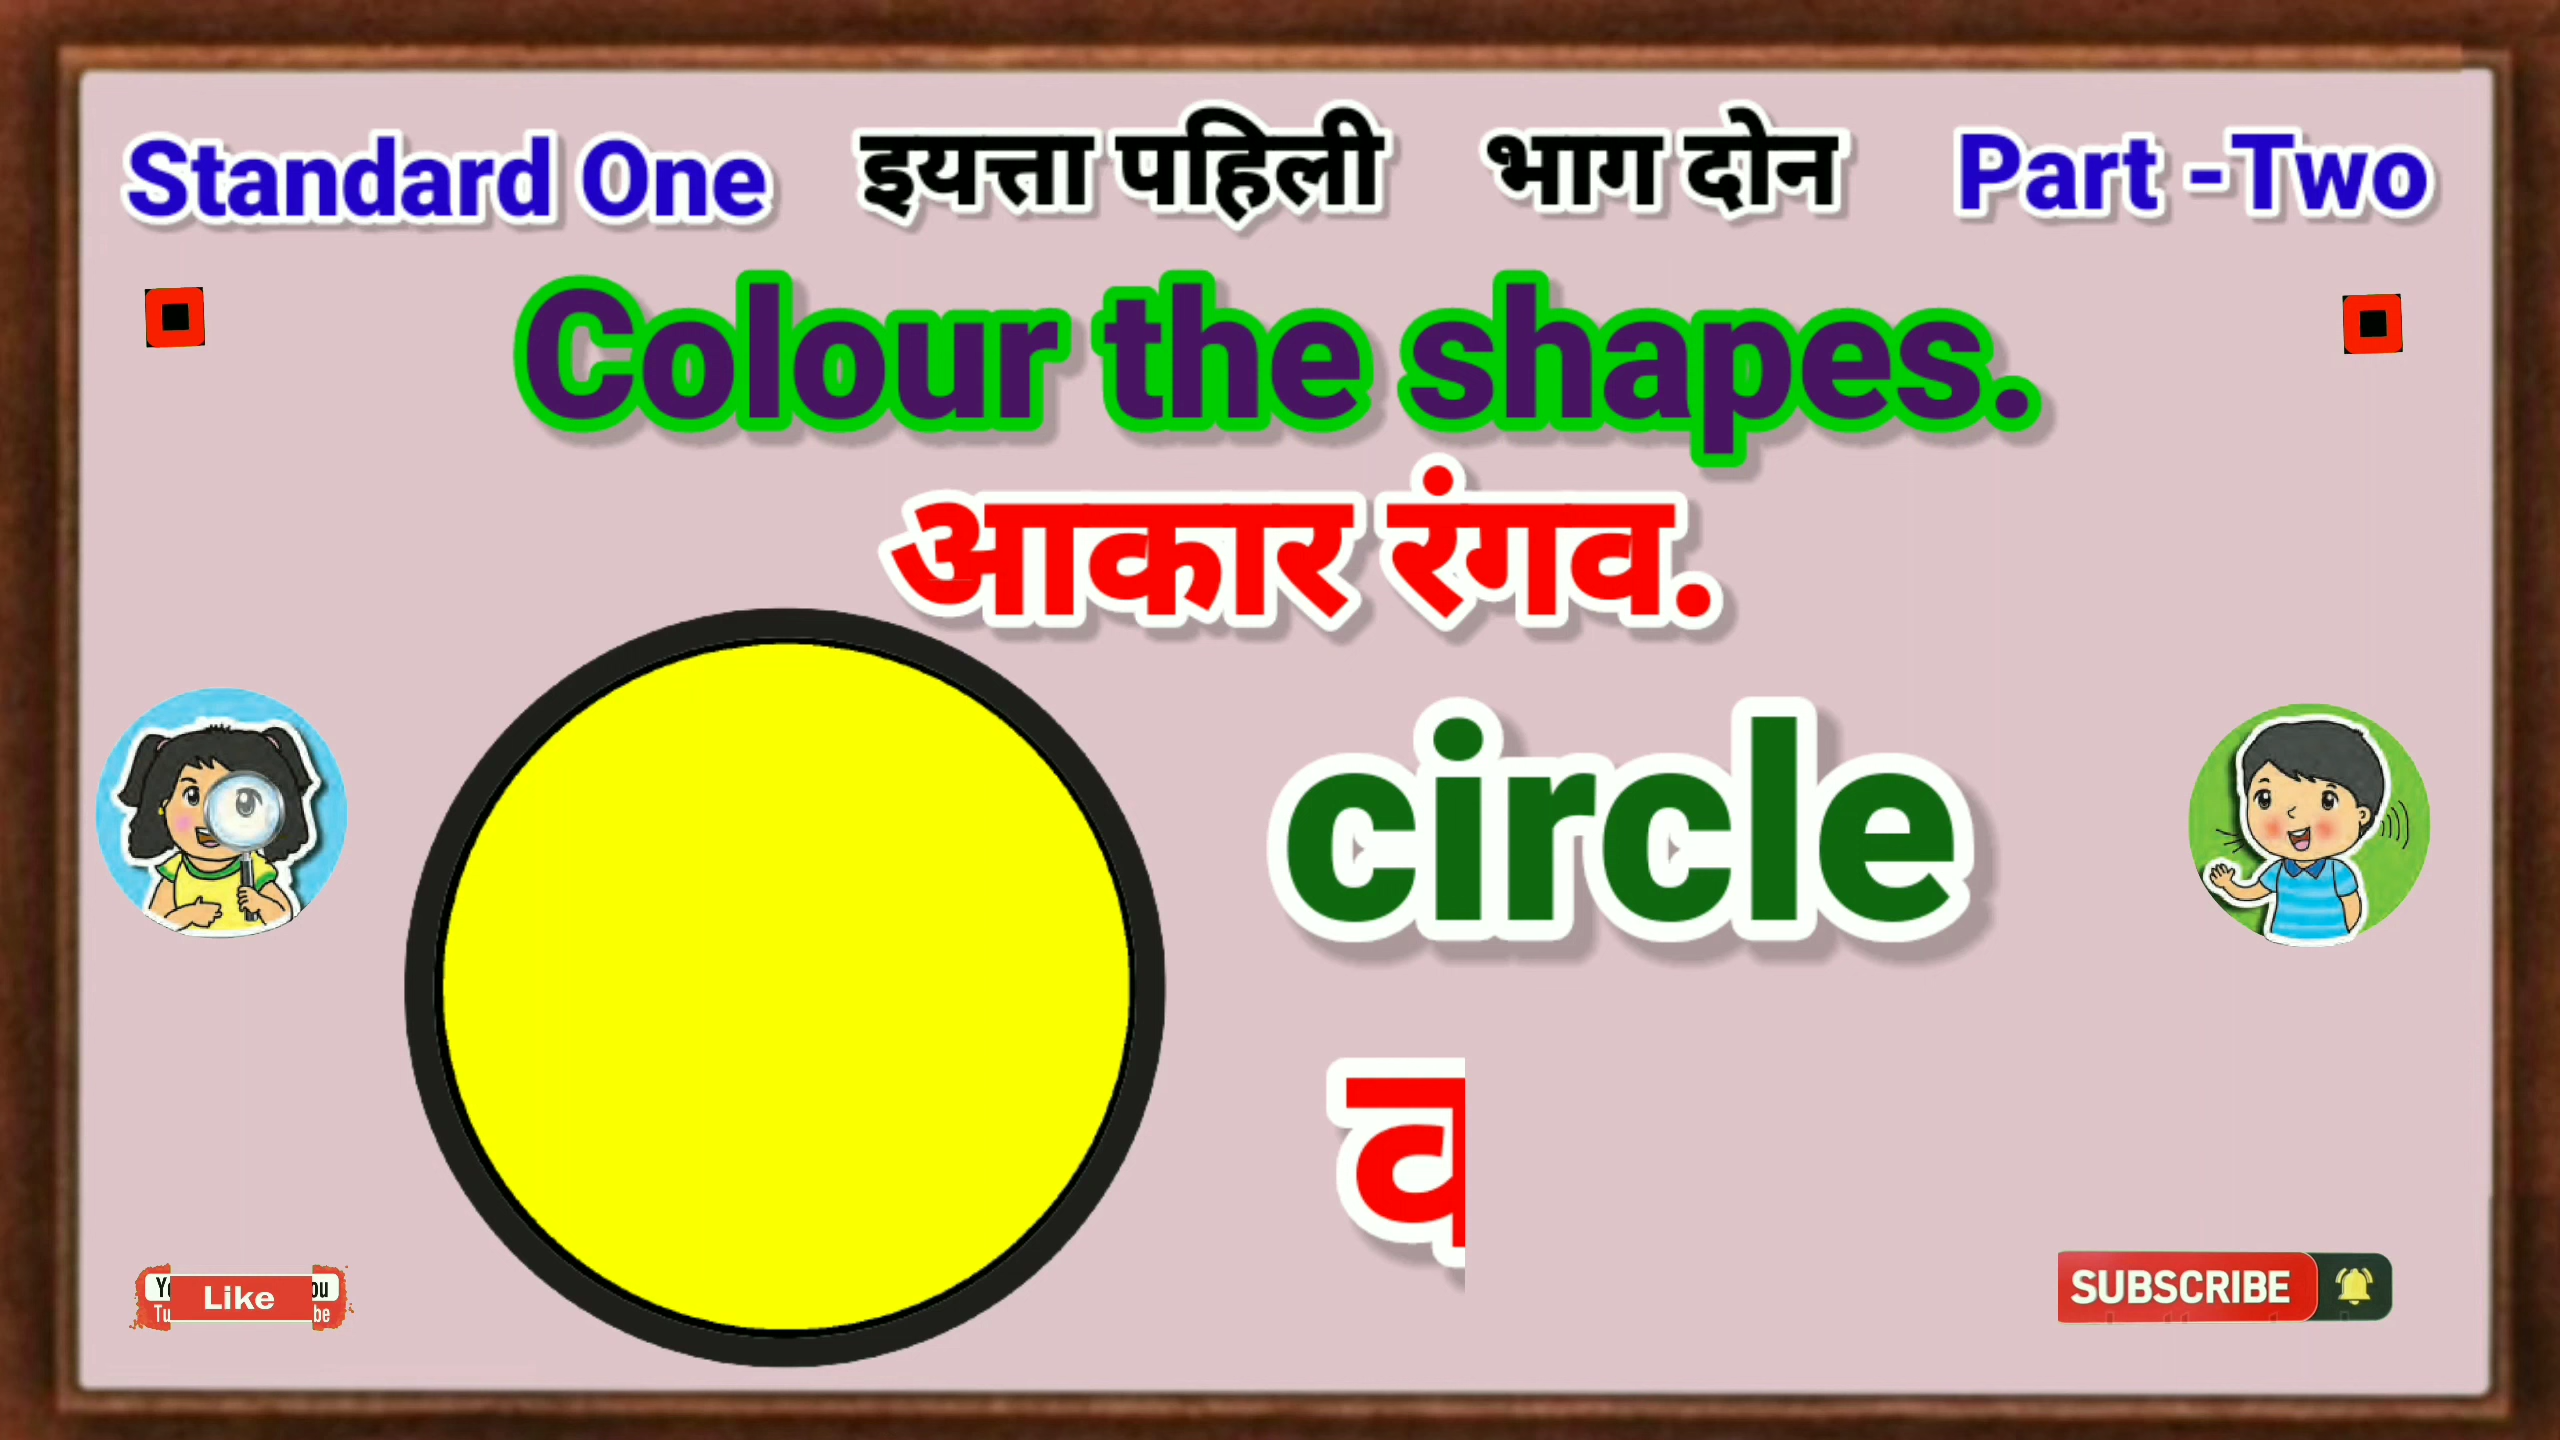 Standard One इयत्ता पहिली भाग दोन Part -Two
Colour the shapes.
आकार रंगव.
circle
Like
SUBSCRIBE